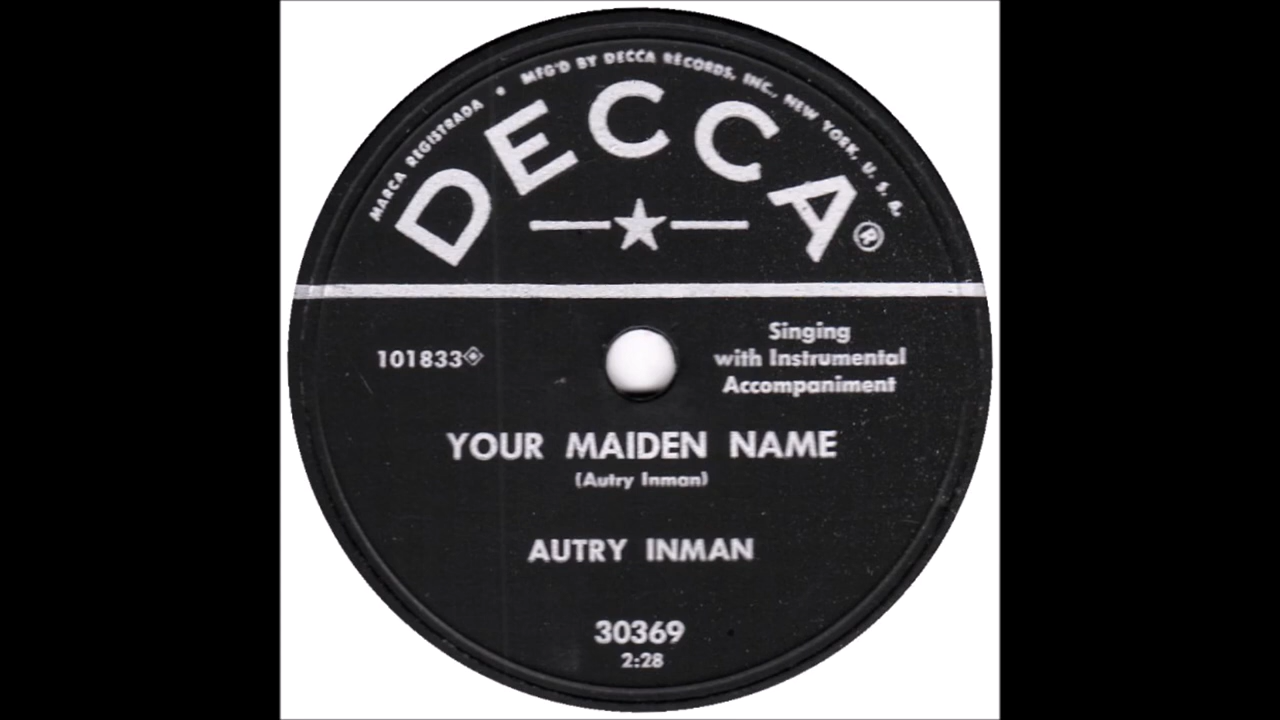 MARCA REGISTRADA • MFG'D BY DECCA RECORDS, INC., NEW YORK, U. S. A.
DECCA®
101833
Singing
with Instrumental
Accompaniment
YOUR MAIDEN NAME
(Autry Inman)
AUTRY INMAN
30369
2:28